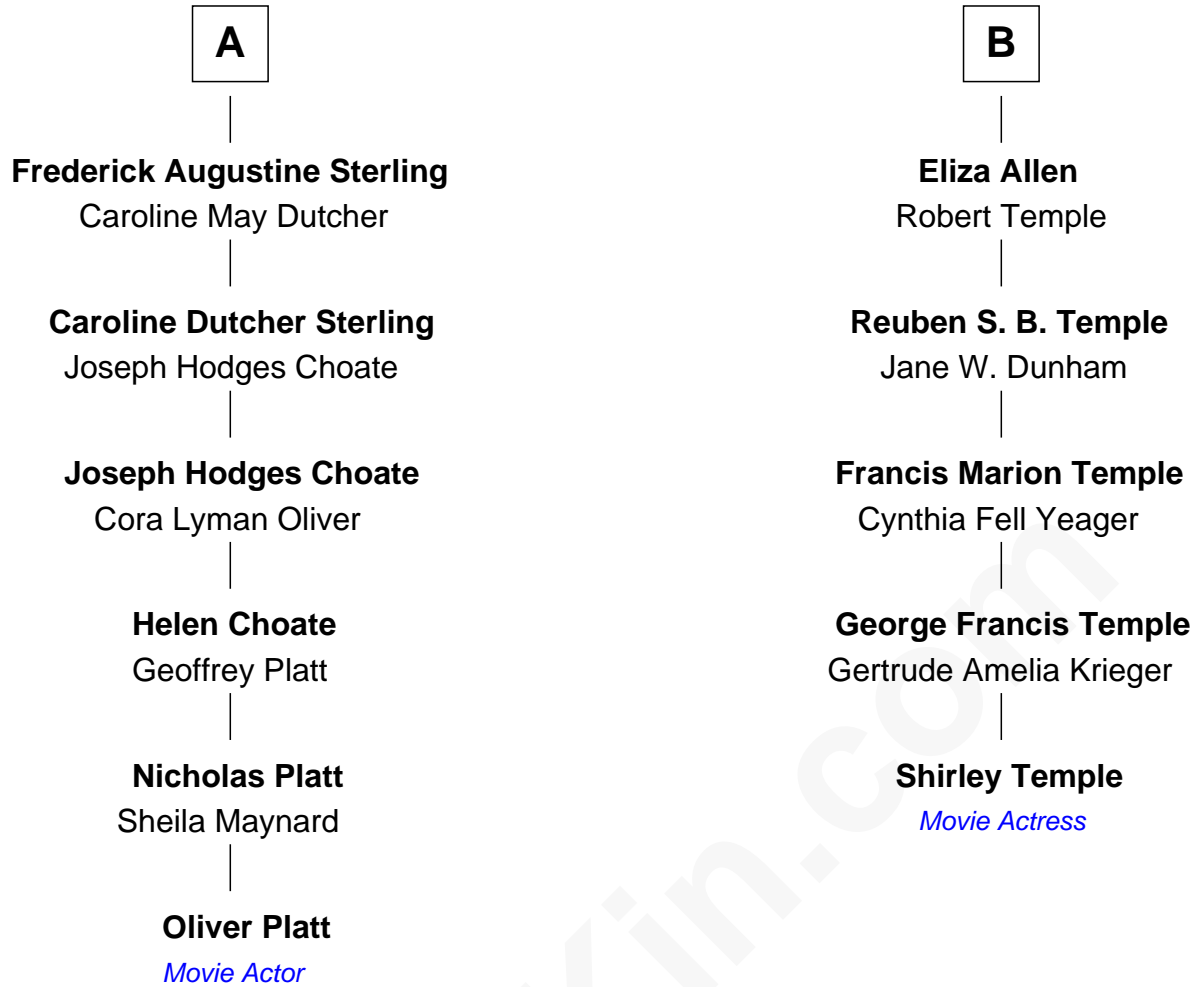 A
Frederick Augustine Sterling
Caroline May Dutcher
Caroline Dutcher Sterling
Joseph Hodges Choate
Joseph Hodges Choate
Cora Lyman Oliver
Helen Choate
Geoffrey Platt
Nicholas Platt
Sheila Maynard
Oliver Platt
Movie Actor
B
Eliza Allen
Robert Temple
Reuben S. B. Temple
Jane W. Dunham
Francis Marion Temple
Cynthia Fell Yeager
George Francis Temple
Gertrude Amelia Krieger
Shirley Temple
Movie Actress
Kin.com